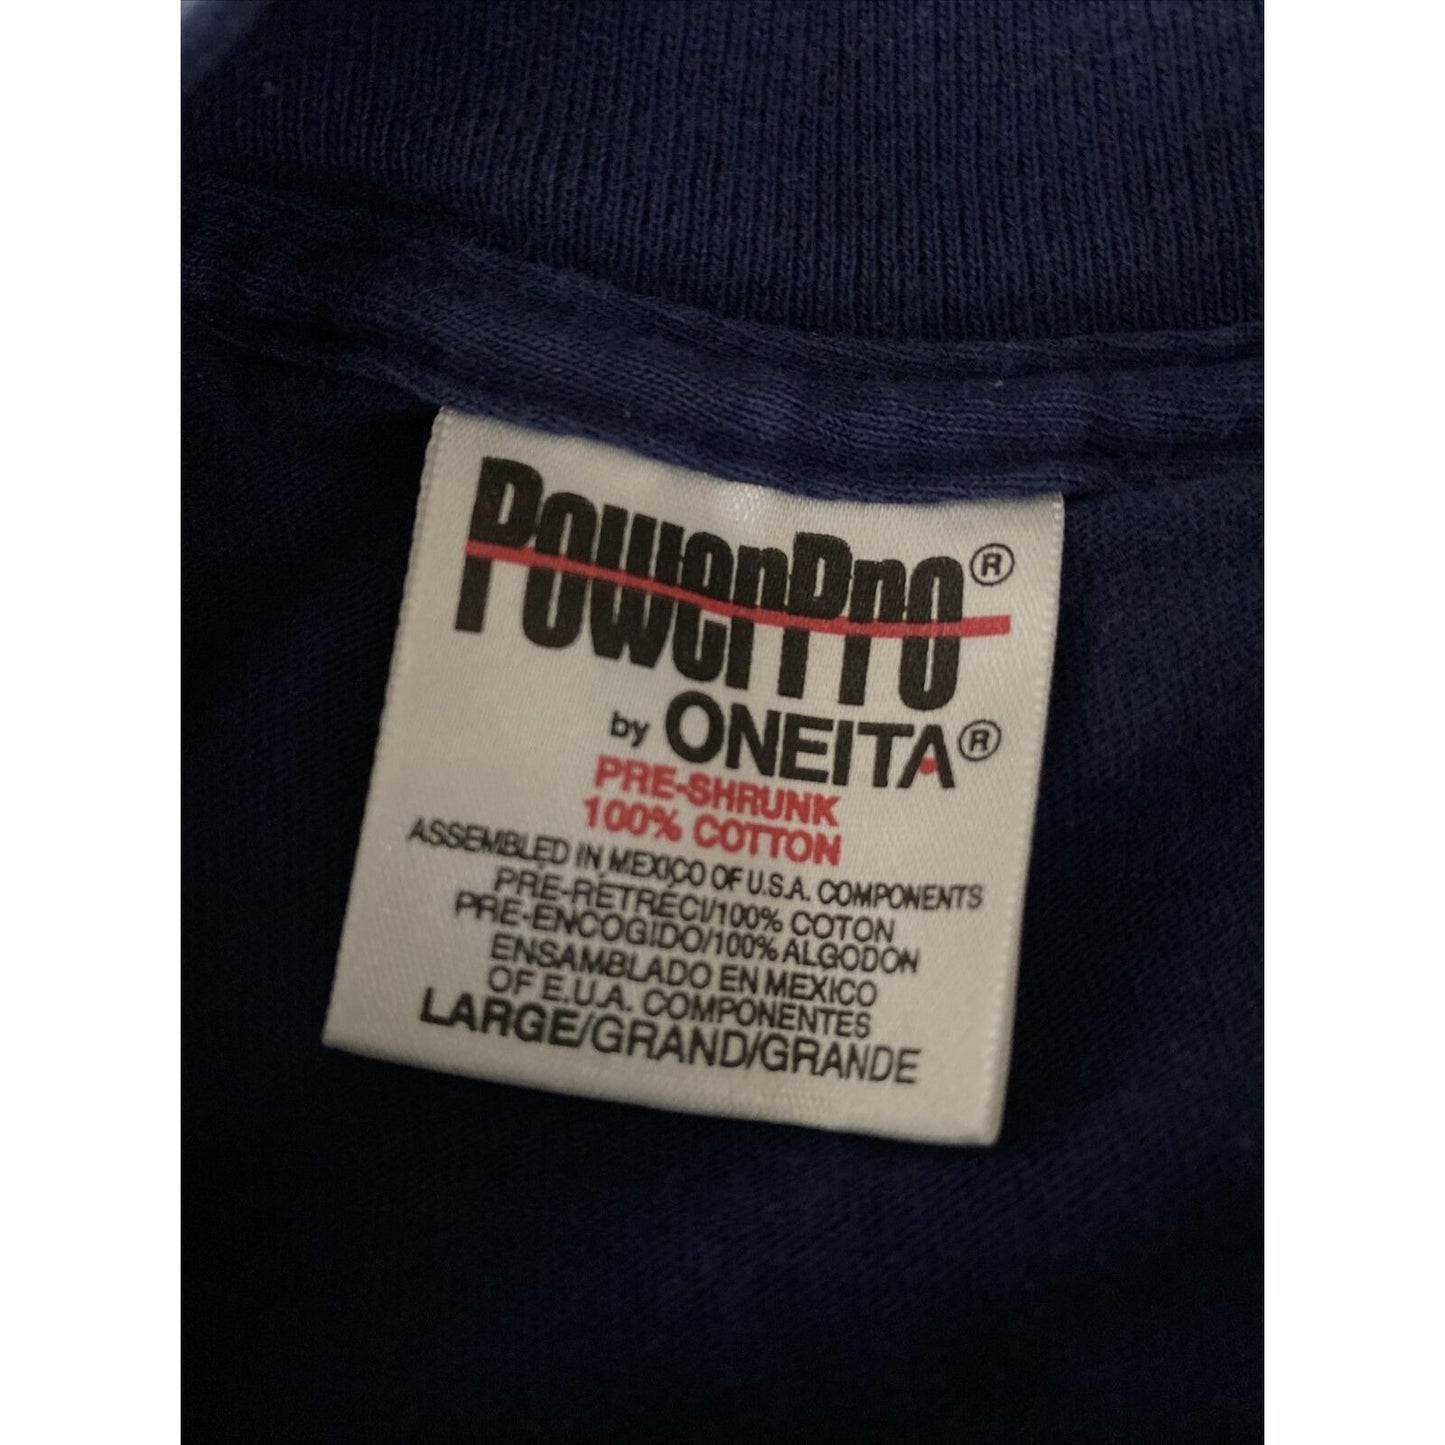 PowerPro®
by ONEITA®
PRE-SHRUNK
100% COTTON
ASSEMBLED IN MEXICO OF U.S.A. COMPONENTS
PRE-RÉTRÉCI/100% COTON
PRE-ENCOGIDO/100% ALGODON
ENSAMBLADO EN MEXICO
OF E.U.A. COMPONENTES
LARGE/GRAND/GRANDE